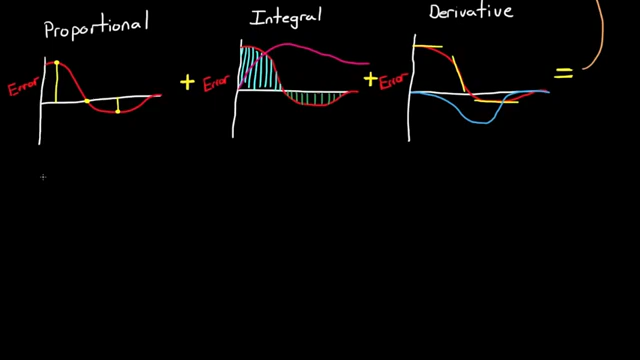 Proportional
Integral
Derivative
Error
+
Error
+
Error
=